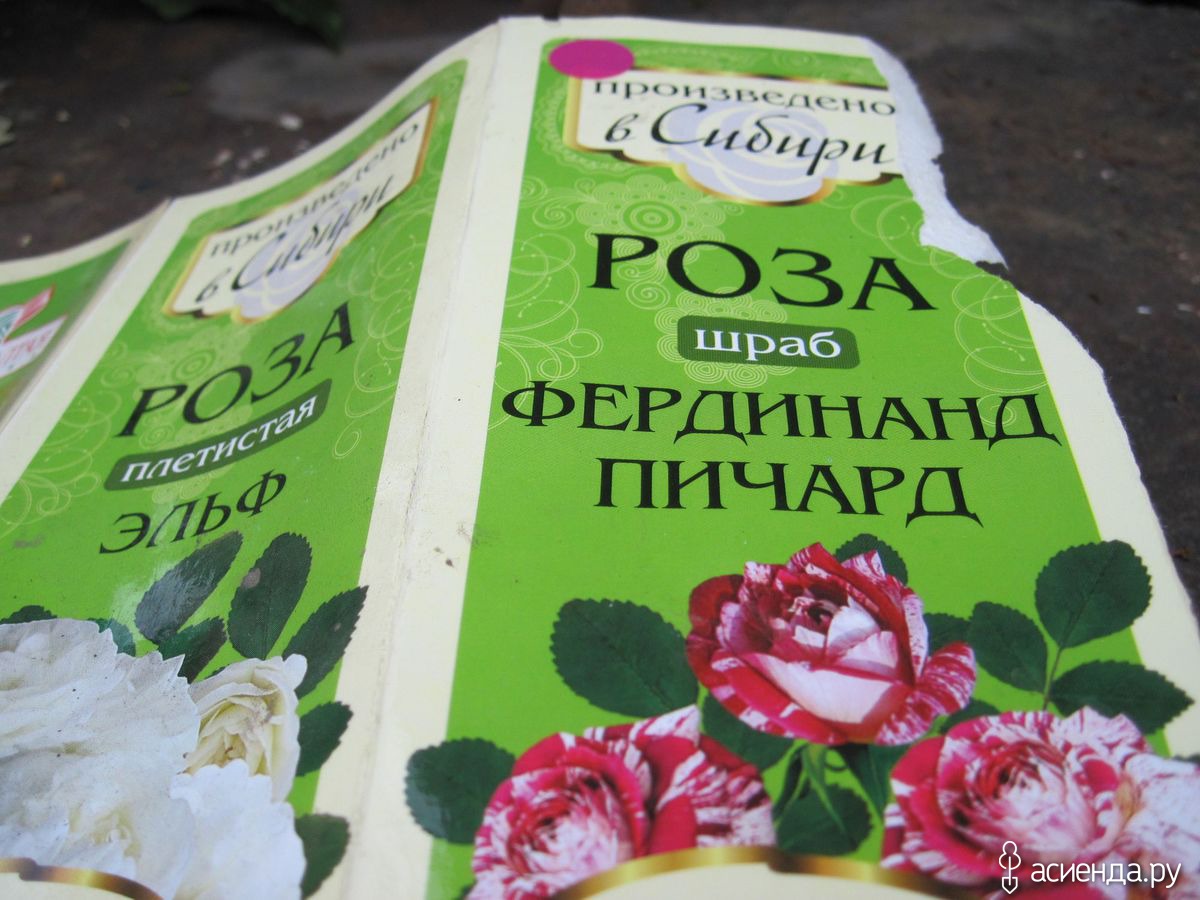 произведено
в Сибири
РОЗА
плетистая
ЭЛЬФ
произведено
в Сибири
РОЗА
шраб
ФЕРДИНАНД
ПИЧАРД
асиенда.ру